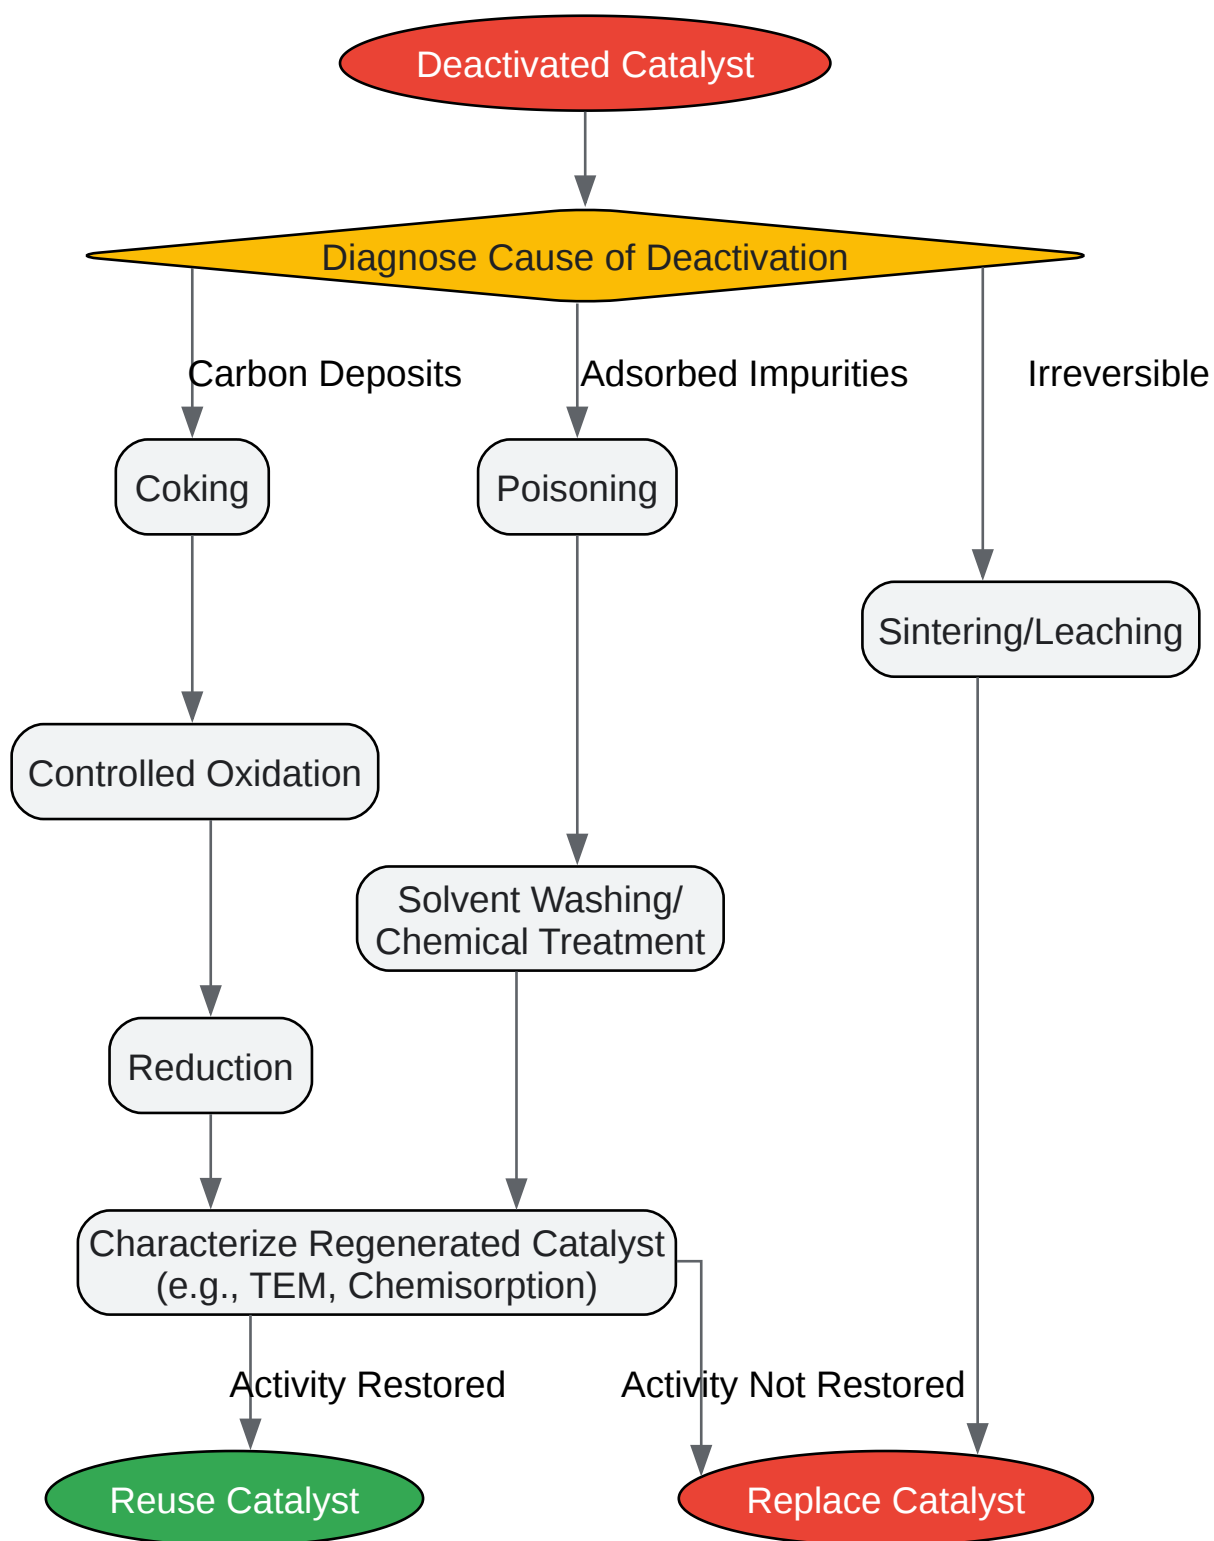 Deactivated Catalyst
Diagnose Cause of Deactivation
Carbon Deposits
Adsorbed Impurities
Irreversible
Coking
Poisoning
Sintering/Leaching
Controlled Oxidation
Solvent Washing/
Chemical Treatment
Reduction
Characterize Regenerated Catalyst
(e.g., TEM, Chemisorption)
Activity Restored
Activity Not Restored
Reuse Catalyst
Replace Catalyst